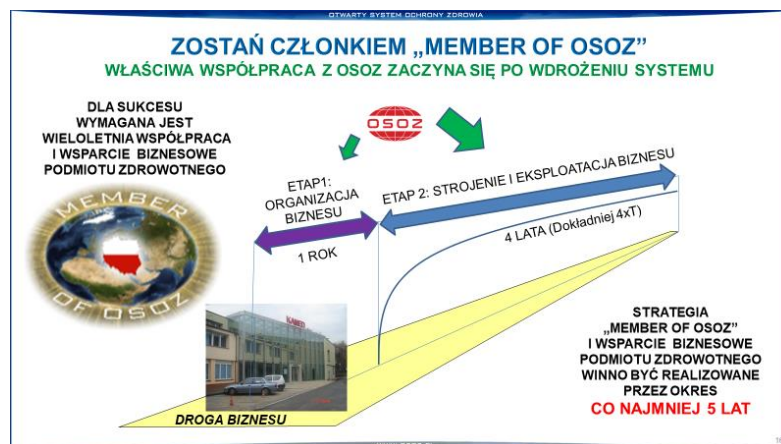 OTWARTY SYSTEM OCHRONY ZDROWIA
ZOSTAŃ CZŁONKIEM „MEMBER OF OSOZ”
WŁAŚCIWA WSPÓŁPRACA Z OSOZ ZACZYNA SIĘ PO WDROŻENIU SYSTEMU
DLA SUKCESU
WYMAGANA JEST
WIELOLETNIA WSPÓŁPRACA
I WSPARCIE BIZNESOWE
PODMIOTU ZDROWOTNEGO
MEMBER
OF OSOZ
OSOZ
ETAP1:
ORGANIZACJA
BIZNESU
1 ROK
ETAP 2: STROJENIE I EKSPLOATACJA BIZNESU
4 LATA (Dokładniej 4xT)
KAMSOFT
DROGA BIZNESU
STRATEGIA
„MEMBER OF OSOZ”
I WSPARCIE BIZNESOWE
PODMIOTU ZDROWOTNEGO
WINNO BYĆ REALIZOWANE
PRZEZ OKRES
CO NAJMNIEJ 5 LAT